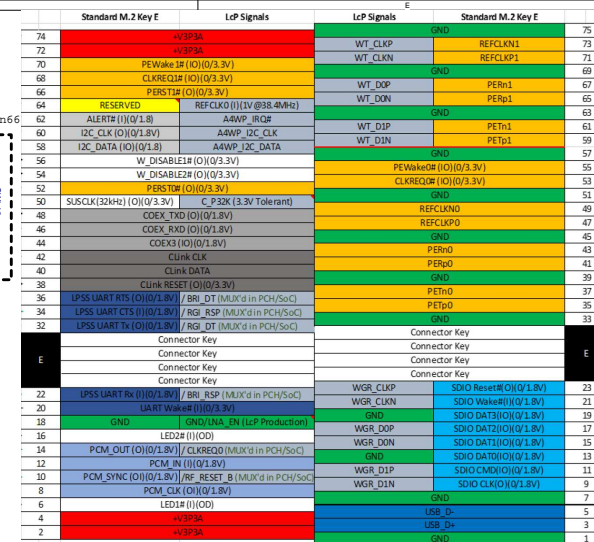 E
Standard M.2 Key E LcP Signals LcP Signals Standard M.2 Key E
GND 75
74 +V3P3A
WT_CLKP REFCLKN1 73
72 +V3P3A
WT_CLKN REFCLKP1 71
70 PEWake1# (IO)(0/3.3V)
GND 69
68 CLKREQ1# (IO)(0/3.3V)
WT_D0P PERn1 67
66 PERST1# (O)(0/3.3V)
WT_D0N PERp1 65
64 RESERVED REFCLK0 (I)(1V@38.4MHz)
GND 63
n66
62 ALERT# (I)(0/1.8) A4WP_IRQ#
WT_D1P PETn1 61
60 I2C_CLK (O)(0/1.8V) A4WP_I2C_CLK
WT_D1N PETp1 59
58 I2C_DATA (IO)(0/1.8) A4WP_I2C_DATA
GND 57
56 W_DISABLE1# (O)(0/3.3V)
PEWake0# (IO)(0/3.3V) 55
54 W_DISABLE2# (O)(0/3.3V)
CLKREQ0# (IO)(0/3.3V) 53
52 PERST0# (O)(0/3.3V)
GND 51
50 SUSCLK(32kHz) (O)(0/3.3V) C_P32K (3.3V Tolerant)
REFCLKN0 49
48 COEX_TXD (O)(0/1.8V)
REFCLKP0 47
46 COEX_RXD (O)(0/1.8V)
GND 45
44 COEX3 (IO)(0/1.8V)
PERn0 43
42 CLink CLK
PERp0 41
40 CLink DATA
GND 39
38 CLink RESET (O)(0/3.3V)
PETn0 37
36 LPSS UART RTS (O)(0/1.8V) / BRI_DT (MUX'd in PCH/SoC)
PETp0 35
34 LPSS UART CTS (I)(0/1.8V) / RGI_RSP (MUX'd in PCH/SoC)
GND 33
32 LPSS UART Tx (O)(0/1.8V) / RGI_DT (MUX'd in PCH/SoC)
Connector Key Connector Key
Connector Key Connector Key
E E
Connector Key Connector Key
Connector Key Connector Key
22 LPSS UART Rx (I)(0/1.8V) / BRI_RSP (MUX'd in PCH/SoC)
WGR_CLKP SDIO Reset#(O)(0/1.8V) 23
20 UART Wake# (I)(0/3.3V)
WGR_CLKN SDIO Wake#(I)(0/1.8V) 21
18 GND GND/LNA_EN (LcP Production)
GND SDIO DAT3(IO)(0/1.8V) 19
16 LED2# (I)(OD)
WGR_D0P SDIO DAT2(IO)(0/1.8V) 17
14 PCM_OUT (O)(0/1.8V) / CLKREQ0 (MUX'd in PCH/SoC)
WGR_D0N SDIO DAT1(IO)(0/1.8V) 15
12 PCM_IN (I)(0/1.8V)
GND SDIO DAT0(IO)(0/1.8V) 13
10 PCM_SYNC (OI)(0/1.8V) /RF_RESET_B (MUX'd in PCH/SoC)
WGR_D1P SDIO CMD(IO)(0/1.8V) 11
8 PCM_CLK (OI)(0/1.8V)
WGR_D1N SDIO CLK(O)(0/1.8V) 9
6 LED1# (I)(OD)
GND 7
4 +V3P3A
USB_D- 5
2 +V3P3A
USB_D+ 3
GND 1